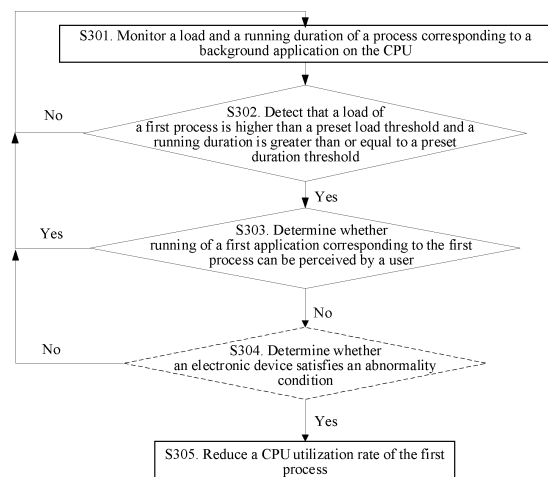 S301. Monitor a load and a running duration of a process corresponding to a
background application on the CPU
No
S302. Detect that a load of
a first process is higher than a preset load threshold and a
running duration is greater than or equal to a preset
duration threshold
Yes
Yes
S303. Determine whether
running of a first application corresponding to the first
process can be perceived by a user
No
No
S304. Determine whether
an electronic device satisfies an abnormality
condition
Yes
S305. Reduce a CPU utilization rate of the first
process